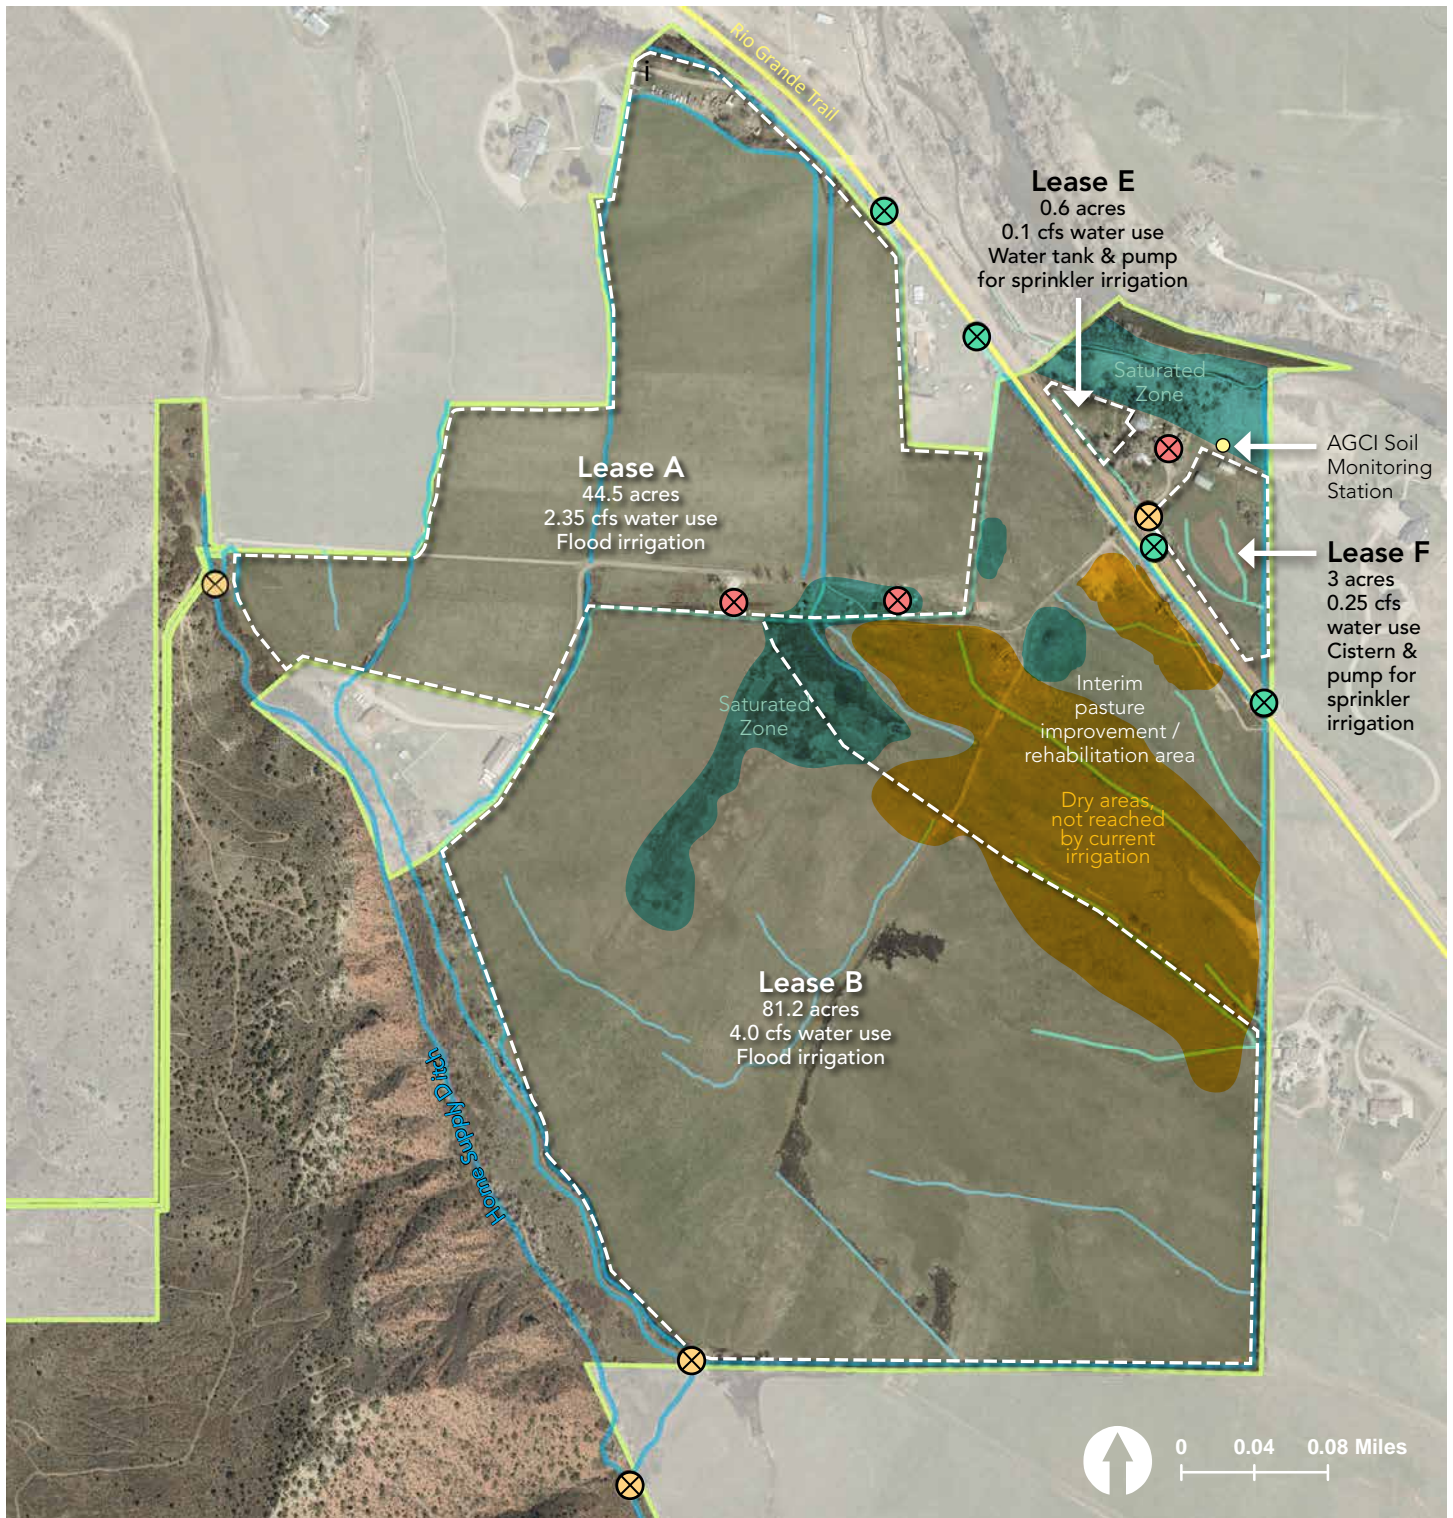 i
Rio Grande Trail
Lease E
0.6 acres
0.1 cfs water use
Water tank & pump
for sprinkler irrigation
Saturated
Zone
AGCI Soil
Monitoring
Station
Lease A
44.5 acres
2.35 cfs water use
Flood irrigation
Lease F
3 acres
0.25 cfs
water use
Cistern &
pump for
sprinkler
irrigation
Saturated
Zone
Interim
pasture
improvement /
rehabilitation area
Dry areas,
not reached
by current
irrigation
Lease B
81.2 acres
4.0 cfs water use
Flood irrigation
Home Supply Ditch
0 0.04 0.08 Miles